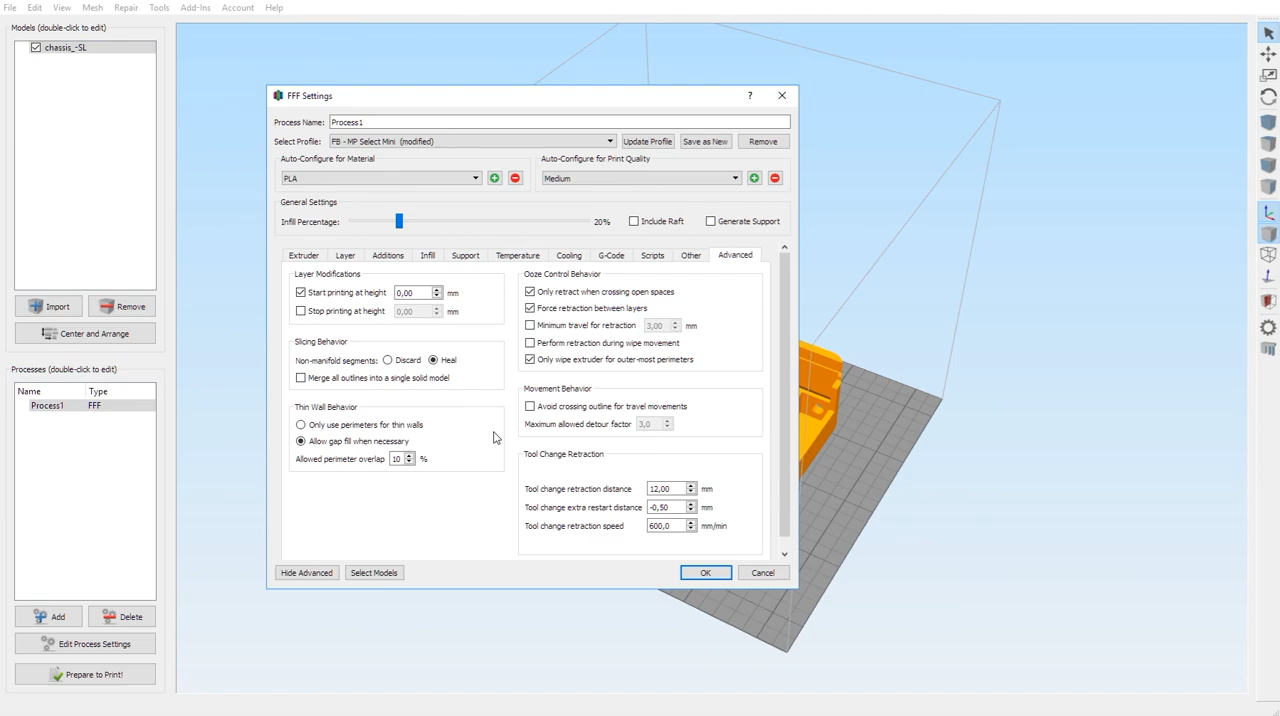 File Edit View Mesh Repair Tools Add-Ins Account Help
Models (double-click to edit)
chassis_-SL
Import Remove
Center and Arrange
Processes (double-click to edit)
Name Type
Process1 FFF
Add Delete
Edit Process Settings
Prepare to Print!
FFF Settings ?
Process Name: Process1
Select Profile: FB - MP Select Mini (modified) Update Profile Save as New Remove
Auto-Configure for Material Auto-Configure for Print Quality
PLA Medium
General Settings
Infill Percentage: 20% Include Raft Generate Support
Extruder Layer Additions Infill Support Temperature Cooling G-Code Scripts Other Advanced
Layer Modifications
Start printing at height 0,00 mm
Stop printing at height 0,00 mm
Slicing Behavior
Non-manifold segments: Discard Heal
Merge all outlines into a single solid model
Thin Wall Behavior
Only use perimeters for thin walls
Allow gap fill when necessary
Allowed perimeter overlap 10 %
Ooze Control Behavior
Only retract when crossing open spaces
Force retraction between layers
Minimum travel for retraction 3,00 mm
Perform retraction during wipe movement
Only wipe extruder for outer-most perimeters
Movement Behavior
Avoid crossing outline for travel movements
Maximum allowed detour factor 3,0
Tool Change Retraction
Tool change retraction distance 12,00 mm
Tool change extra restart distance -0,50 mm
Tool change retraction speed 600,0 mm/min
Hide Advanced Select Models OK Cancel